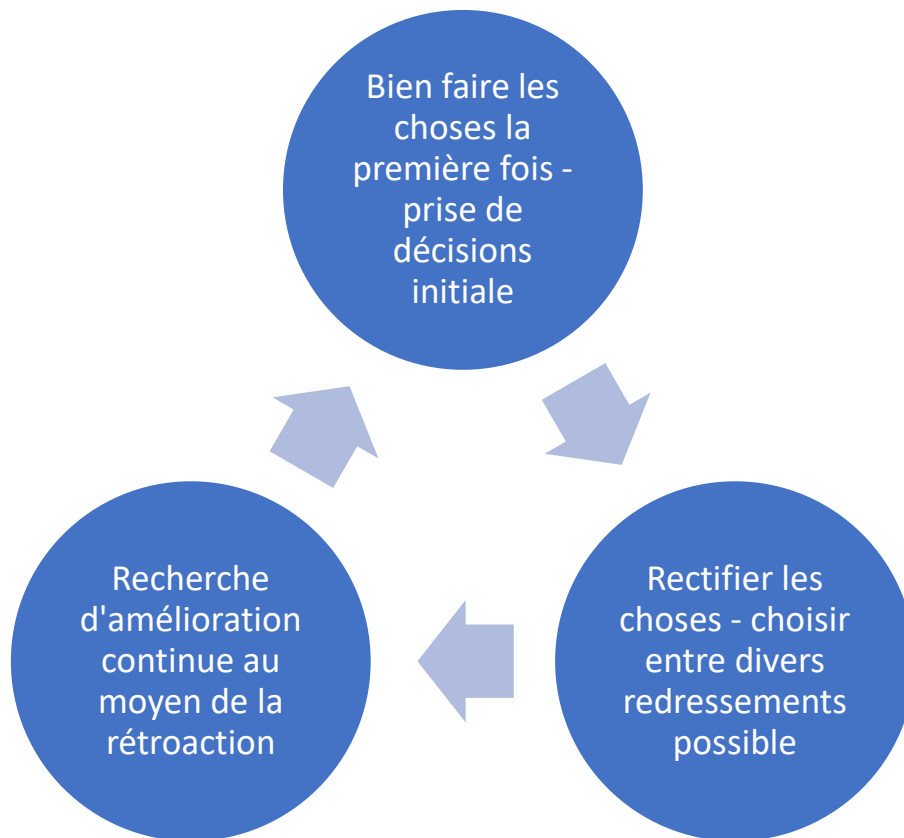 Bien faire les
choses la
première fois -
prise de
décisions
initiale
Rectifier les
choses - choisir
entre divers
redressements
possible
Recherche
d'amélioration
continue au
moyen de la
rétroaction